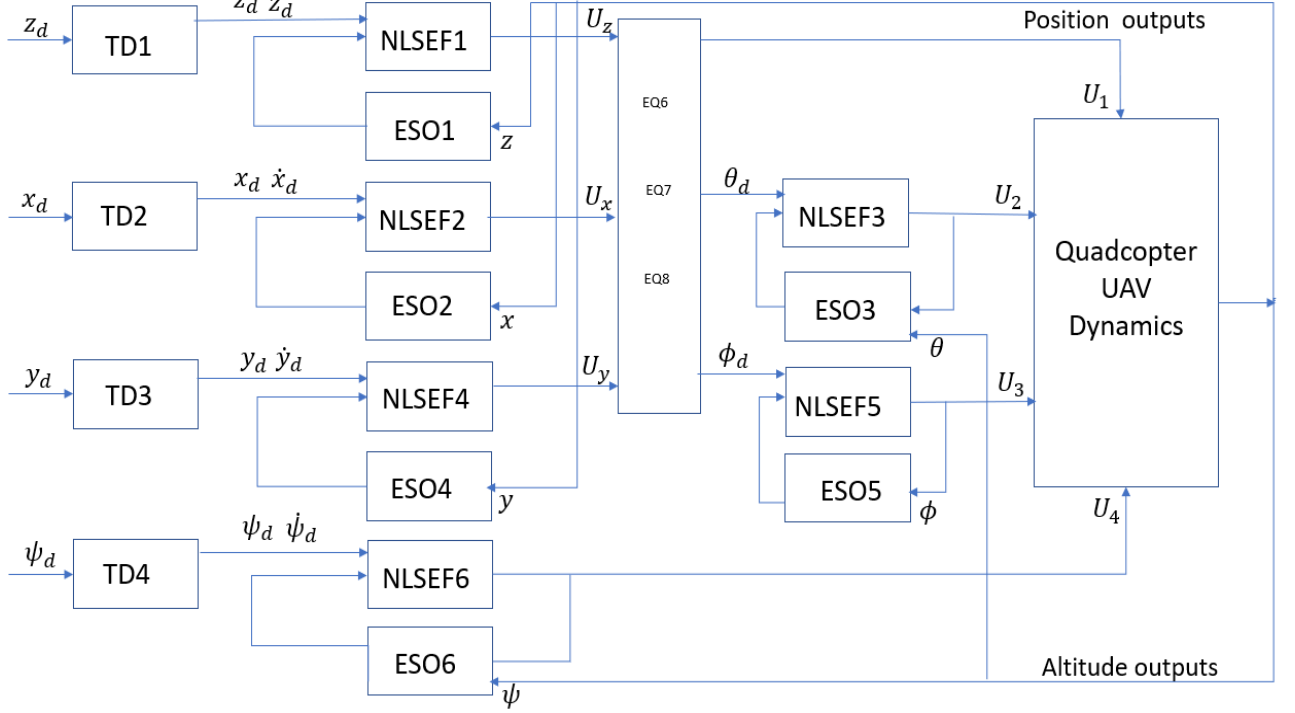 z_d
TD1
z_d ż_d
NLSEF1
U_z
Position outputs
ESO1
z
EQ6
U_1
x_d
TD2
x_d ẋ_d
NLSEF2
U_x
EQ7
θ_d
NLSEF3
U_2
Quadcopter
UAV
Dynamics
ESO2
x
EQ8
ESO3
θ
y_d
TD3
y_d ẏ_d
NLSEF4
U_y
ϕ_d
NLSEF5
U_3
ESO4
y
ESO5
ϕ
U_4
ψ_d
TD4
ψ_d ψ̇_d
NLSEF6
ESO6
ψ
Altitude outputs